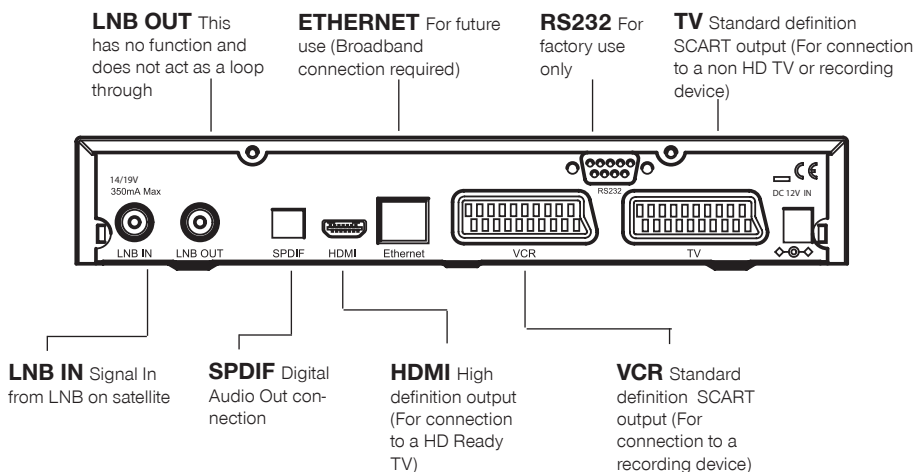 LNB OUT This
has no function and
does not act as a loop
through
ETHERNET For future
use (Broadband
connection required)
RS232 For
factory use
only
TV Standard definition
SCART output (For connection
to a non HD TV or recording
device)
14/19V
350mA Max
RS232
CE
DC 12V IN
LNB IN
LNB OUT
SPDIF
HDMI
Ethernet
VCR
TV
LNB IN Signal In
from LNB on satellite
SPDIF Digital
Audio Out con-
nection
HDMI High
definition output
(For connection
to a HD Ready
TV)
VCR Standard
definition SCART
output (For
connection to a
recording device)